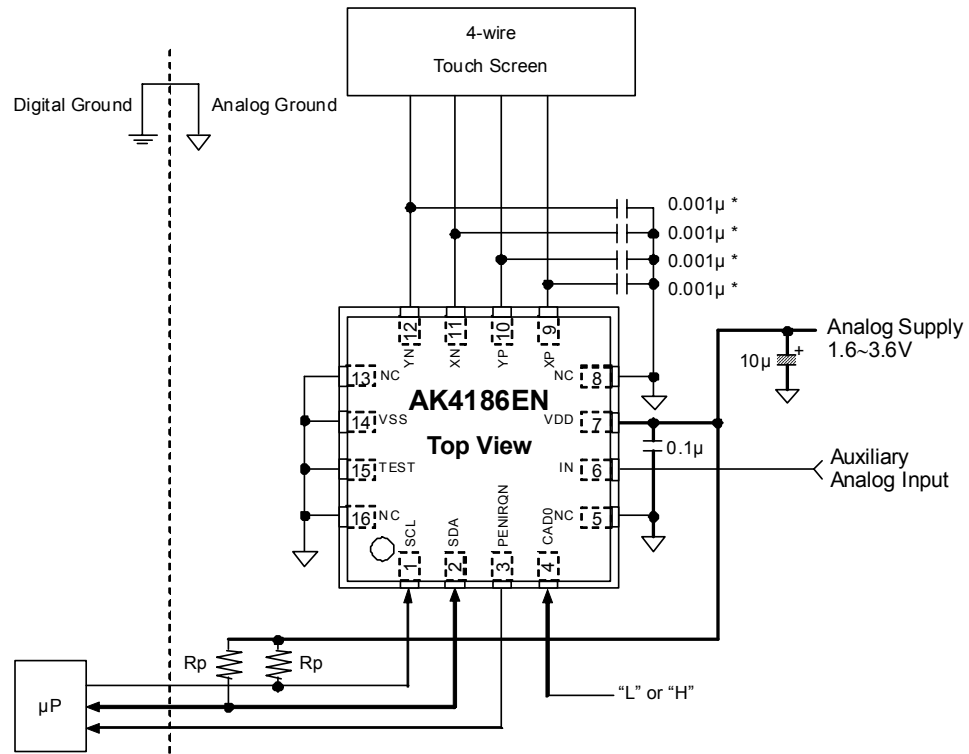 4-wire
Touch Screen
Digital Ground
Analog Ground
0.001µ *
0.001µ *
0.001µ *
0.001µ *
12
11
10
9
YN
XN
YP
XP
Analog Supply
1.6~3.6V
10µ
+
13 NC
NC 8
AK4186EN
14 VSS
VDD 7
Top View
0.1µ
15 TEST
IN 6
Auxiliary
Analog Input
16 NC
NC 5
SCL
SDA
PENIRQN
CAD0
1
2
3
4
Rp
Rp
µP
“L” or “H”